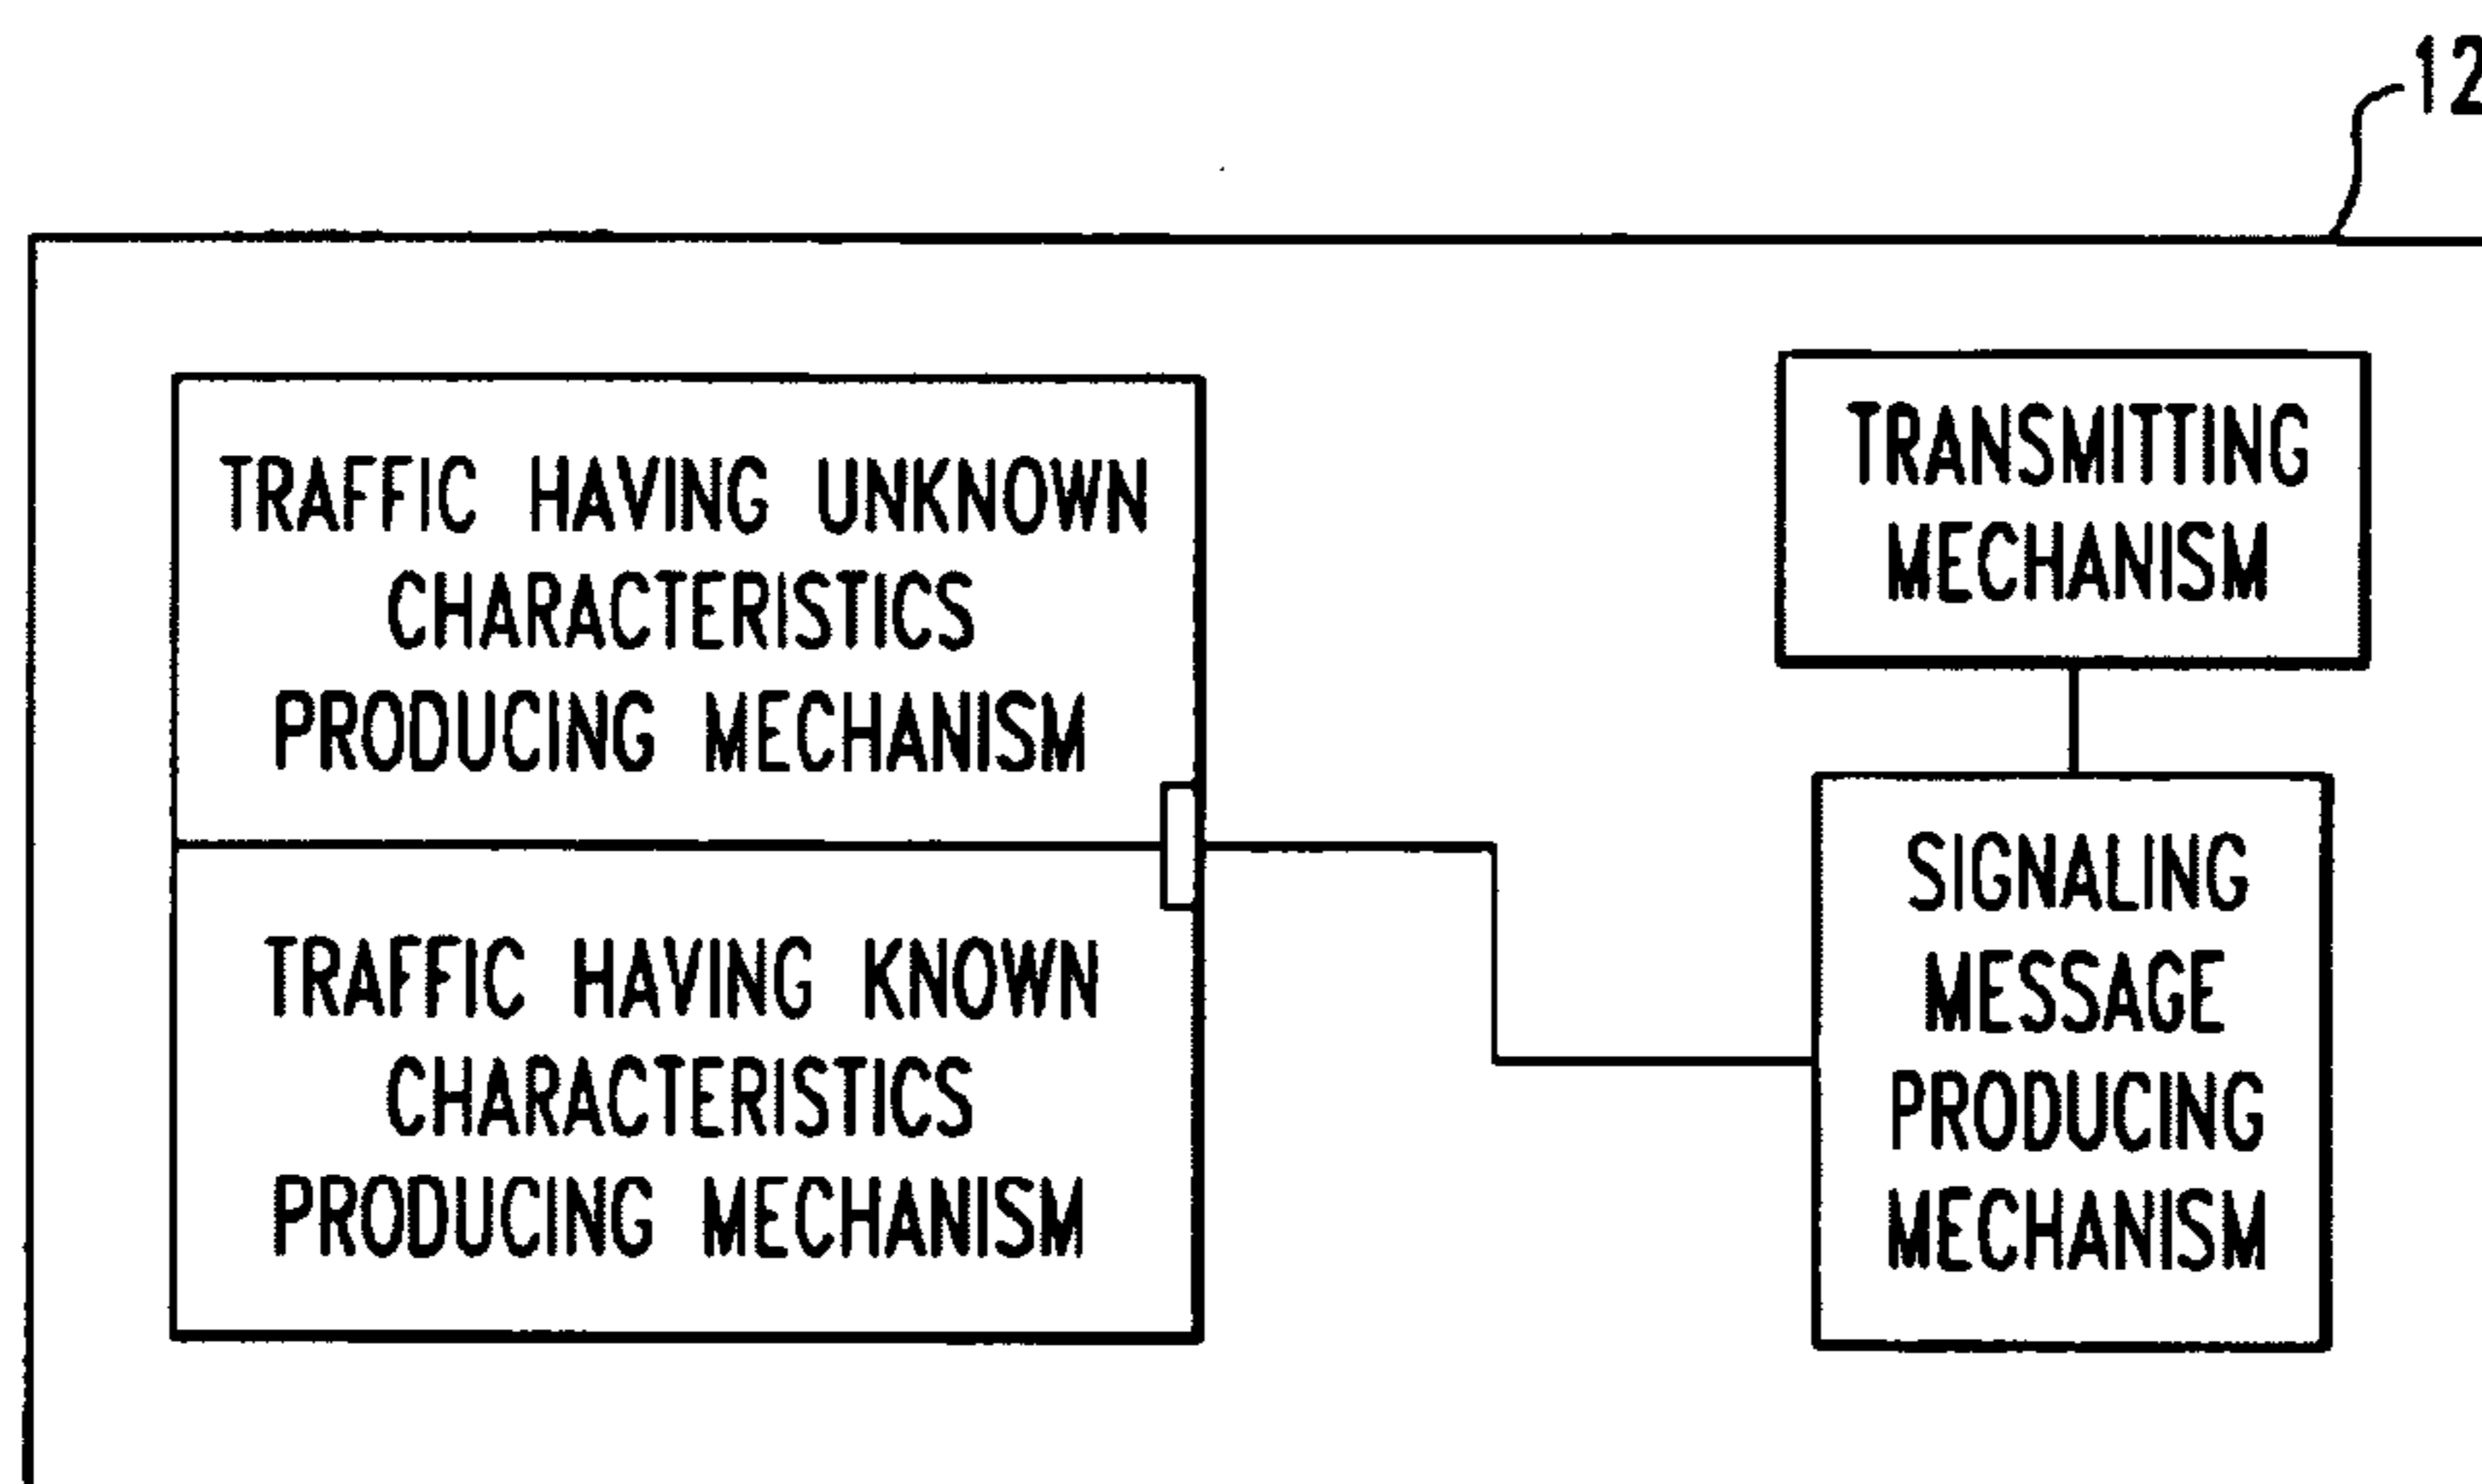 12
TRAFFIC HAVING UNKNOWN
CHARACTERISTICS
PRODUCING MECHANISM
TRAFFIC HAVING KNOWN
CHARACTERISTICS
PRODUCING MECHANISM
TRANSMITTING
MECHANISM
SIGNALING
MESSAGE
PRODUCING
MECHANISM